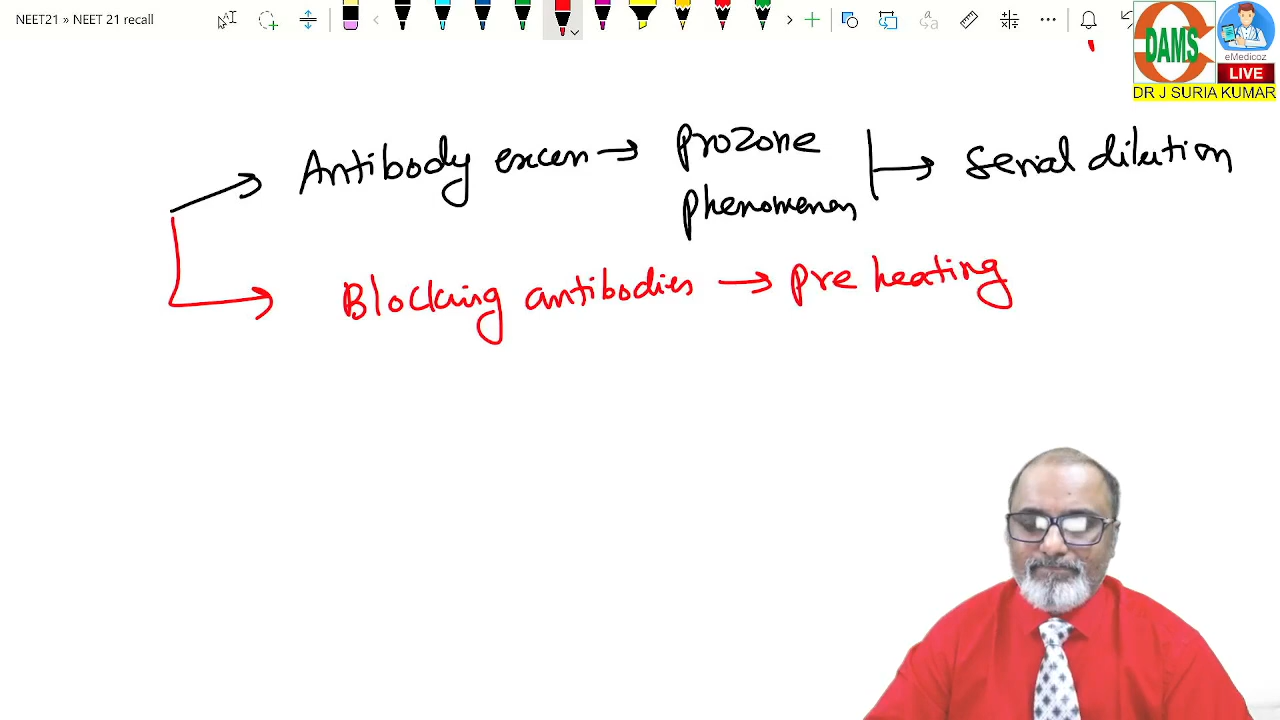 NEET21 » NEET 21 recall
DAMS
eMedicoz
LIVE
DR J SURIA KUMAR
Antibody excess → Prozone phenomenon → Serial dilution
Blocking antibodies → Pre heating